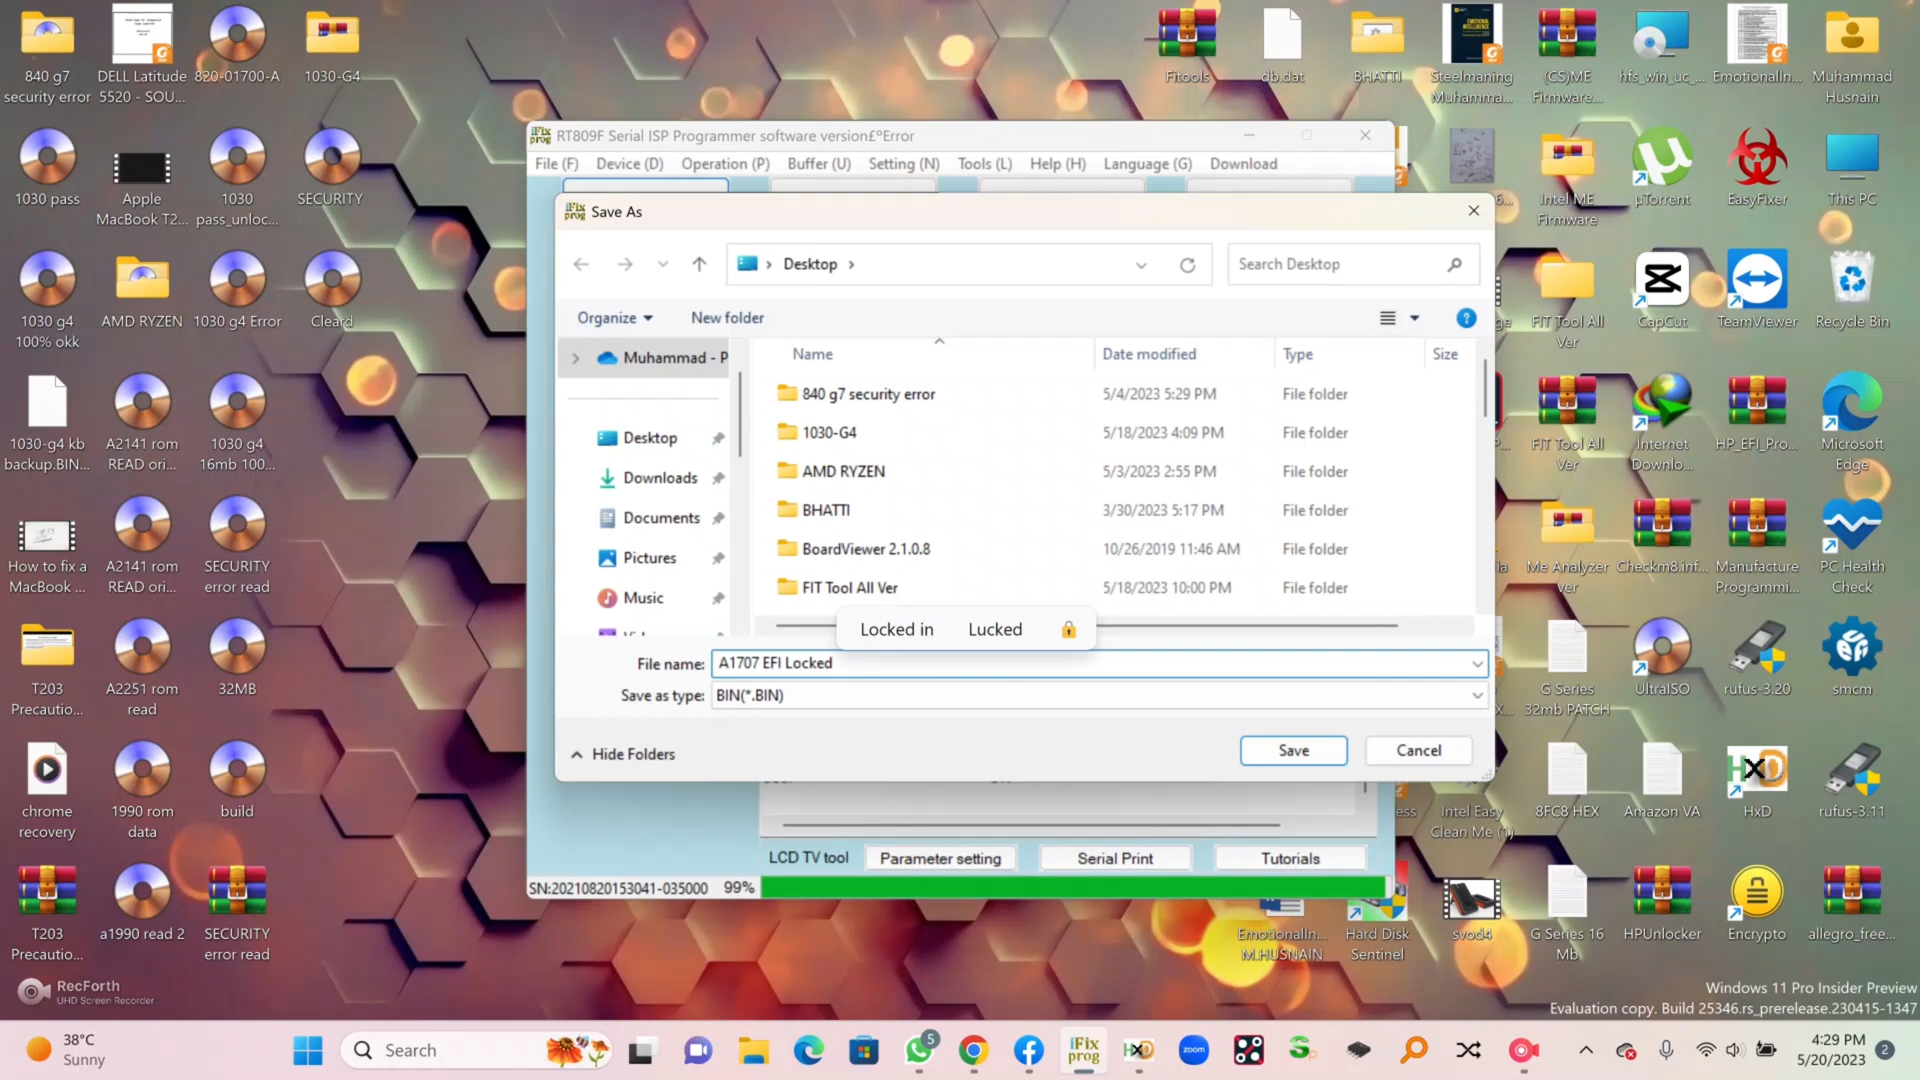 840 g7
security error
DELL Latitude
5520 - SOU...
820-01700-A
1030-G4
1030 pass
Apple
MacBook T2...
1030
pass_unloc...
SECURITY
1030 g4
100% okk
AMD RYZEN
1030 g4 Error
Cleard
1030-g4 kb
backup.BIN...
A2141 rom
READ ori...
1030 g4
16mb 100...
How to fix a
MacBook ...
A2141 rom
READ ori...
SECURITY
error read
T203
Precautio...
A2251 rom
read
32MB
chrome
recovery
1990 rom
data
build
T203
Precautio...
a1990 read 2
SECURITY
error read
RecForth
UHD Screen Recorder
iFix
prog
RT809F Serial ISP Programmer software version£ºError
File (F)
Device (D)
Operation (P)
Buffer (U)
Setting (N)
Tools (L)
Help (H)
Language (G)
Download
iFix
prog
Save As
Desktop
Search Desktop
Organize
New folder
Muhammad - P
Desktop
Downloads
Documents
Pictures
Music
Name
Date modified
Type
Size
840 g7 security error
5/4/2023 5:29 PM
File folder
1030-G4
5/18/2023 4:09 PM
File folder
AMD RYZEN
5/3/2023 2:55 PM
File folder
BHATTI
3/30/2023 5:17 PM
File folder
BoardViewer 2.1.0.8
10/26/2019 11:46 AM
File folder
FIT Tool All Ver
5/18/2023 10:00 PM
File folder
Locked in
Lucked
File name:
A1707 EFI Locked
Save as type:
BIN(*.BIN)
Hide Folders
Save
Cancel
LCD TV tool
Parameter setting
Serial Print
Tutorials
SN:20210820153041-035000
99%
Fitools
db.dat
BHATTI
Steelmaning
Muhamma...
(CS)ME
Firmware...
hfs_win_uc_...
EmotionalIn...
Muhammad
Husnain
Intel ME
Firmware
µTorrent
EasyFixer
This PC
FIT Tool All
Ver
CapCut
TeamViewer
Recycle Bin
FIT Tool All
Ver
Internet
Downlo...
HP_EFI_Pro...
Microsoft
Edge
Me Analyzer
ver
Checkm8.inf...
Manufacture
Programmi...
PC Health
Check
G Series
32mb PATCH
UltraISO
rufus-3.20
smcm
Intel Easy
Clean Me (1)
8FC8 HEX
Amazon VA
HxD
HxD
rufus-3.11
EmotionalIn...
M.HUSNAIN
Hard Disk
Sentinel
svod4
G Series 16
Mb
HPUnlocker
Encrypto
allegro_free...
Windows 11 Pro Insider Preview
Evaluation copy. Build 25346.rs_prerelease.230415-1347
38°C
Sunny
Search
5
iFix
prog
HxD
zoom
4:29 PM
5/20/2023
2